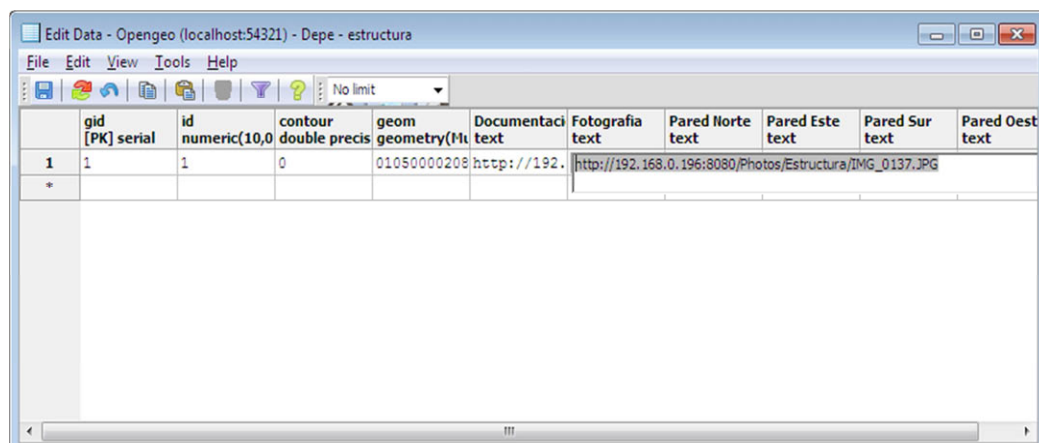 Edit Data - Opengeo (localhost:54321) - Depe - estructura
File Edit View Tools Help
No limit
gid id contour geom Documentaci Fotografia Pared Norte Pared Este Pared Sur Pared Oest
[PK] serial numeric(10,0 double precis geometry(Mu text text text text text text
1 1 1 0 01050000208 http://192. http://192.168.0.196:8080/Photos/Estructura/IMG_0137.JPG
*